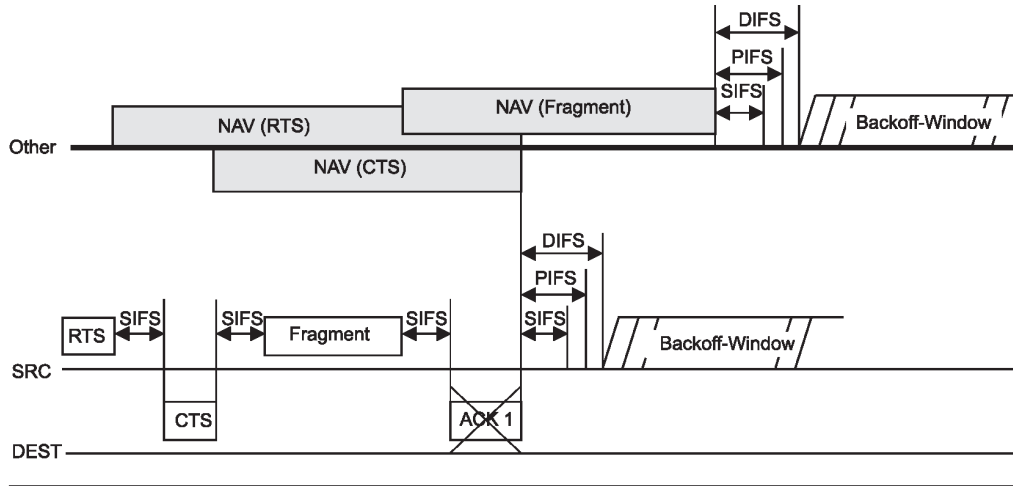 DIFS
PIFS
SIFS
NAV (Fragment)
NAV (RTS)
Backoff-Window
Other
NAV (CTS)
DIFS
PIFS
SIFS
RTS
SIFS
SIFS
Fragment
SIFS
Backoff-Window
SRC
CTS
ACK 1
DEST